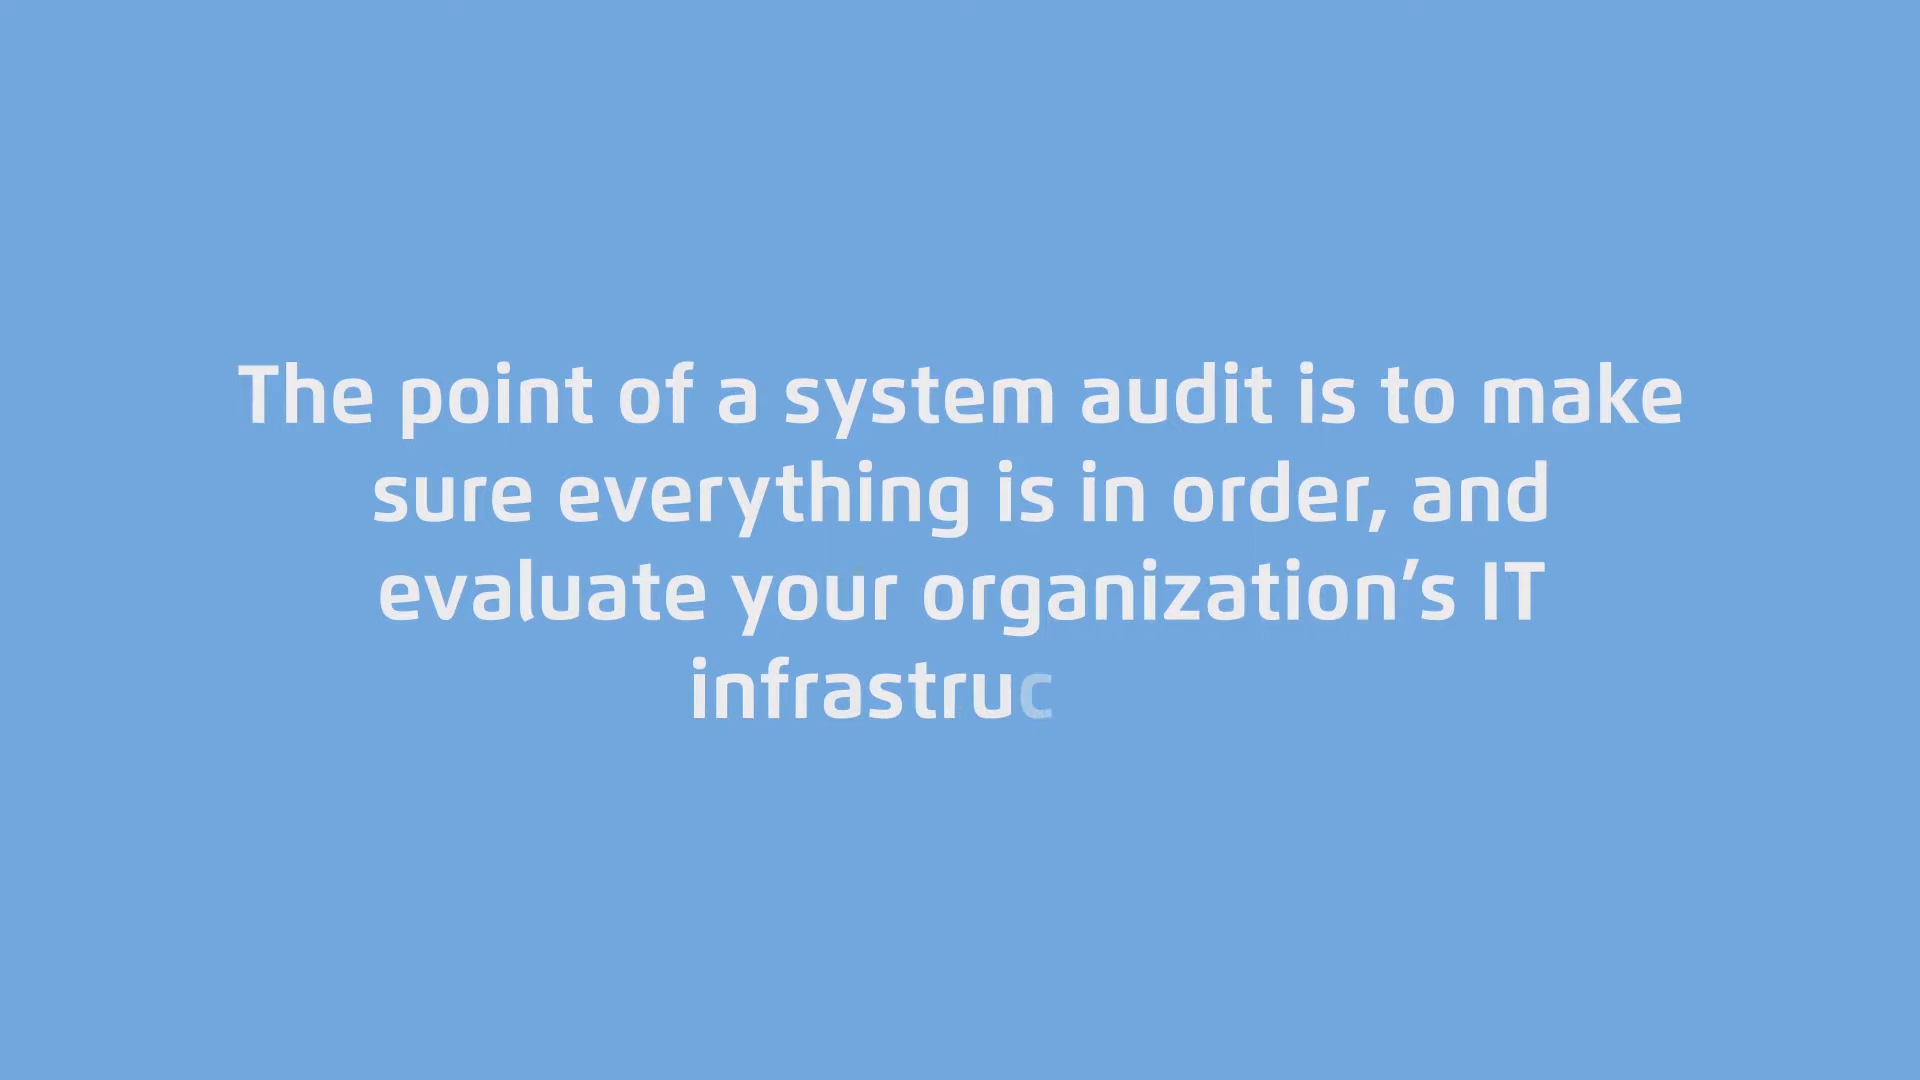 The point of a system audit is to make
sure everything is in order, and
evaluate your organization’s IT
infrastruc